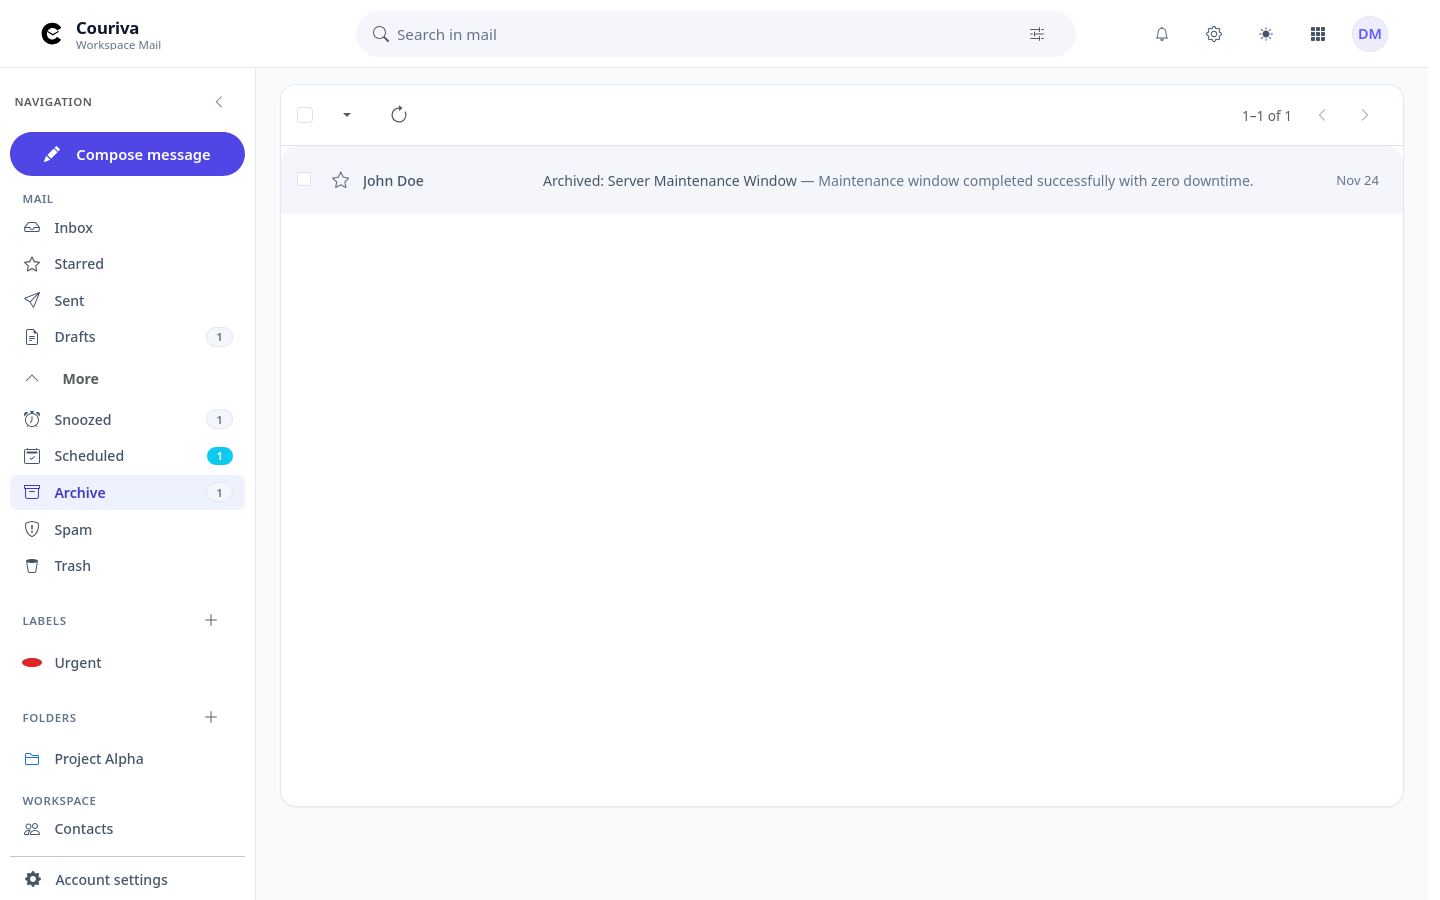 Couriva
Workspace Mail
Search in mail
DM
NAVIGATION
Compose message
MAIL
Inbox
Starred
Sent
Drafts 1
More
Snoozed 1
Scheduled 1
Archive 1
Spam
Trash
LABELS
Urgent
FOLDERS
Project Alpha
WORKSPACE
Contacts
Account settings
1–1 of 1
John Doe Archived: Server Maintenance Window — Maintenance window completed successfully with zero downtime. Nov 24